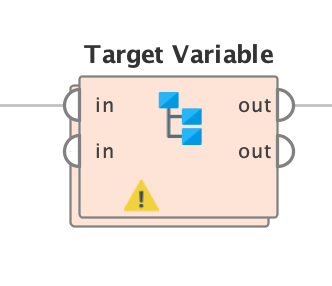 Target Variable
in out
in out
!